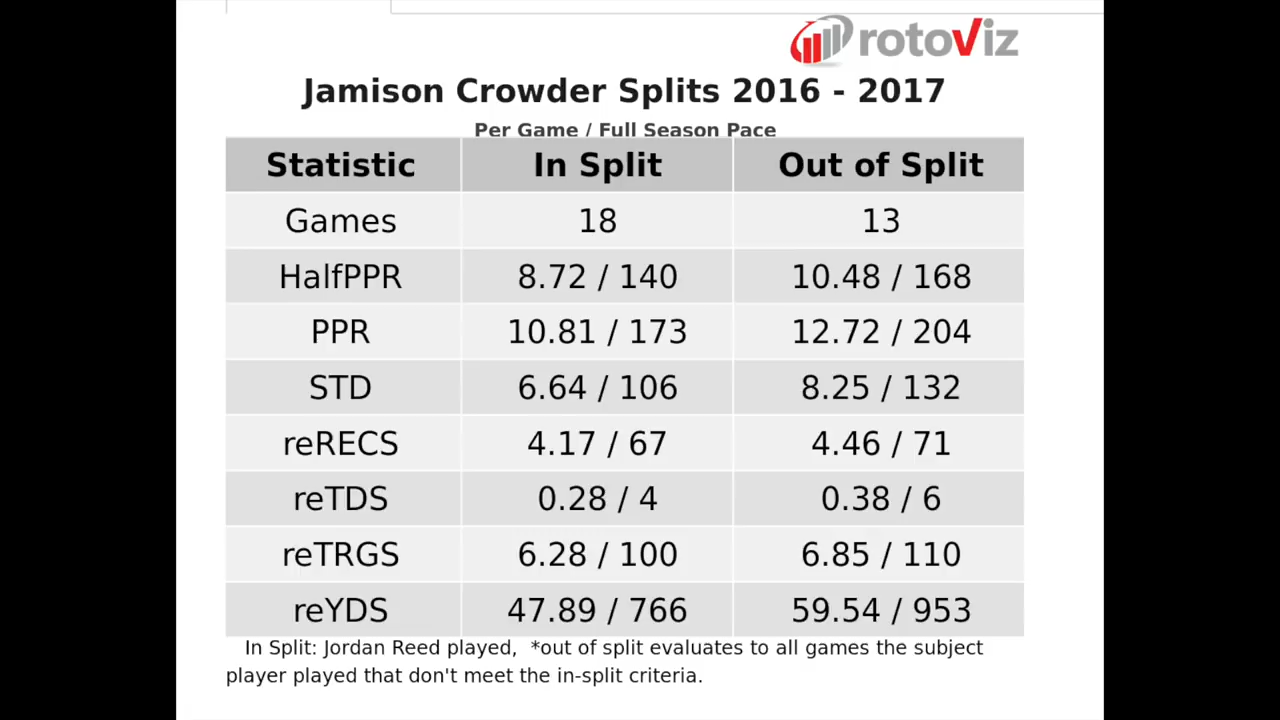 rotoViz
Jamison Crowder Splits 2016 - 2017
Per Game / Full Season Pace
Statistic In Split Out of Split
Games 18 13
HalfPPR 8.72 / 140 10.48 / 168
PPR 10.81 / 173 12.72 / 204
STD 6.64 / 106 8.25 / 132
reRECS 4.17 / 67 4.46 / 71
reTDS 0.28 / 4 0.38 / 6
reTRGS 6.28 / 100 6.85 / 110
reYDS 47.89 / 766 59.54 / 953
In Split: Jordan Reed played, *out of split evaluates to all games the subject
player played that don't meet the in-split criteria.